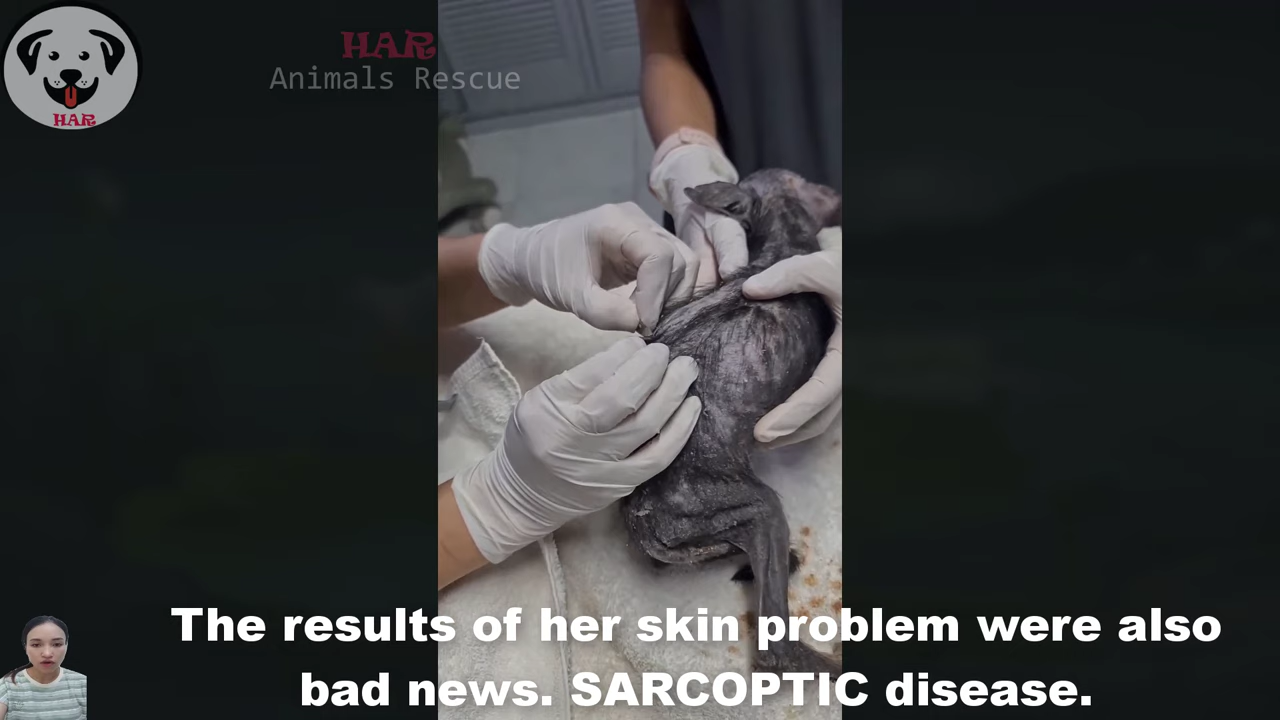 HAR
HAR
Animals Rescue
The results of her skin problem were also
bad news. SARCOPTIC disease.